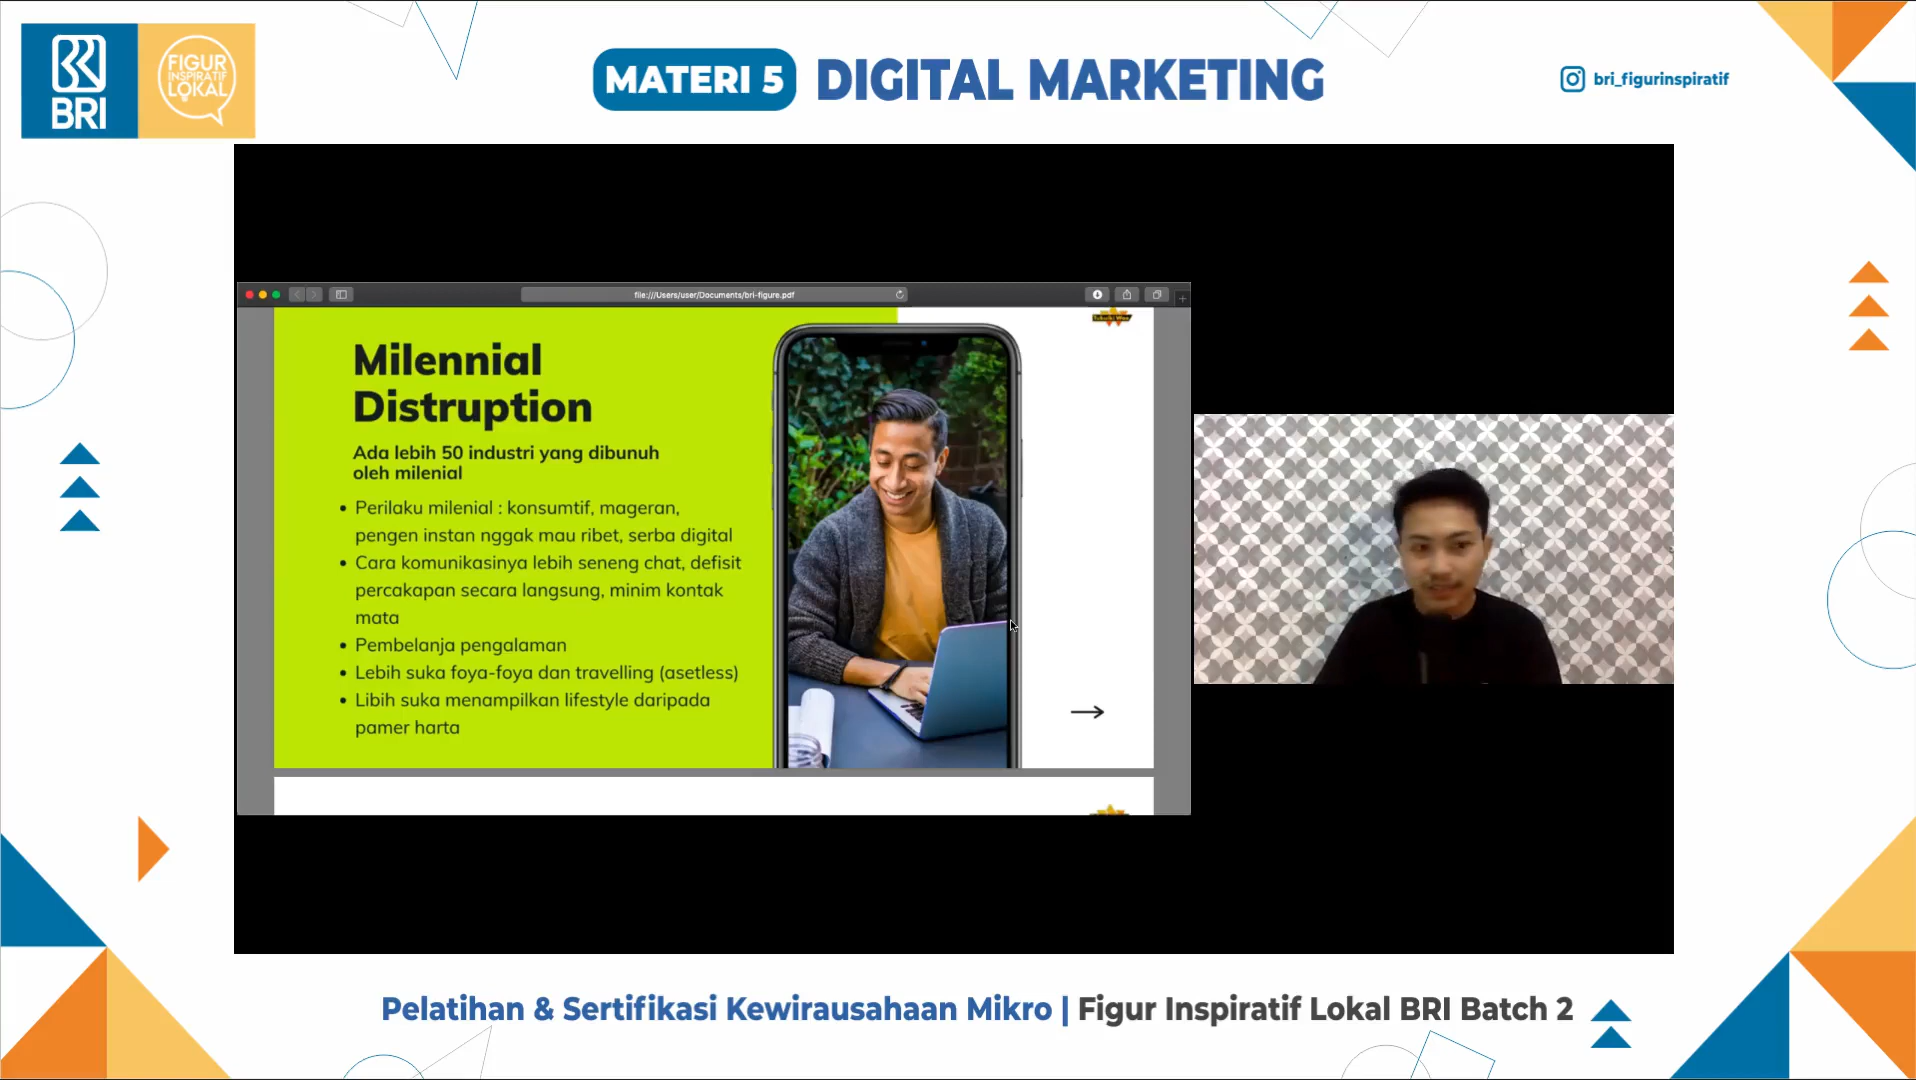 BRI
FIGUR
INSPIRATIF
LOKAL
MATERI 5 DIGITAL MARKETING
bri_figurinspiratif
file:///Users/user/Documents/bri-figure.pdf
Milennial
Distruption
Ada lebih 50 industri yang dibunuh
oleh milenial
• Perilaku milenial : konsumtif, mageran,
pengen instan nggak mau ribet, serba digital
• Cara komunikasinya lebih seneng chat, defisit
percakapan secara langsung, minim kontak
mata
• Pembelanja pengalaman
• Lebih suka foya-foya dan travelling (asetless)
• Libih suka menampilkan lifestyle daripada
pamer harta
Pelatihan & Sertifikasi Kewirausahaan Mikro | Figur Inspiratif Lokal BRI Batch 2